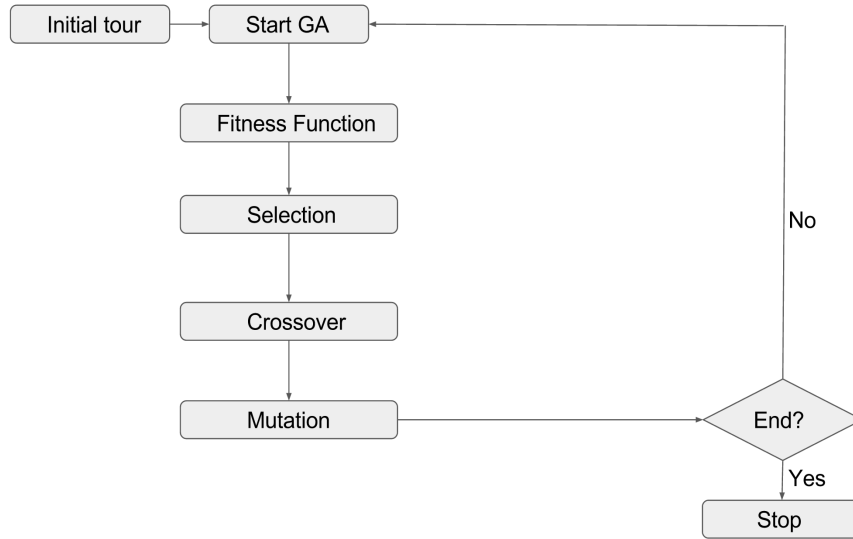 Initial tour
Start GA
Fitness Function
Selection
Crossover
Mutation
End?
No
Yes
Stop